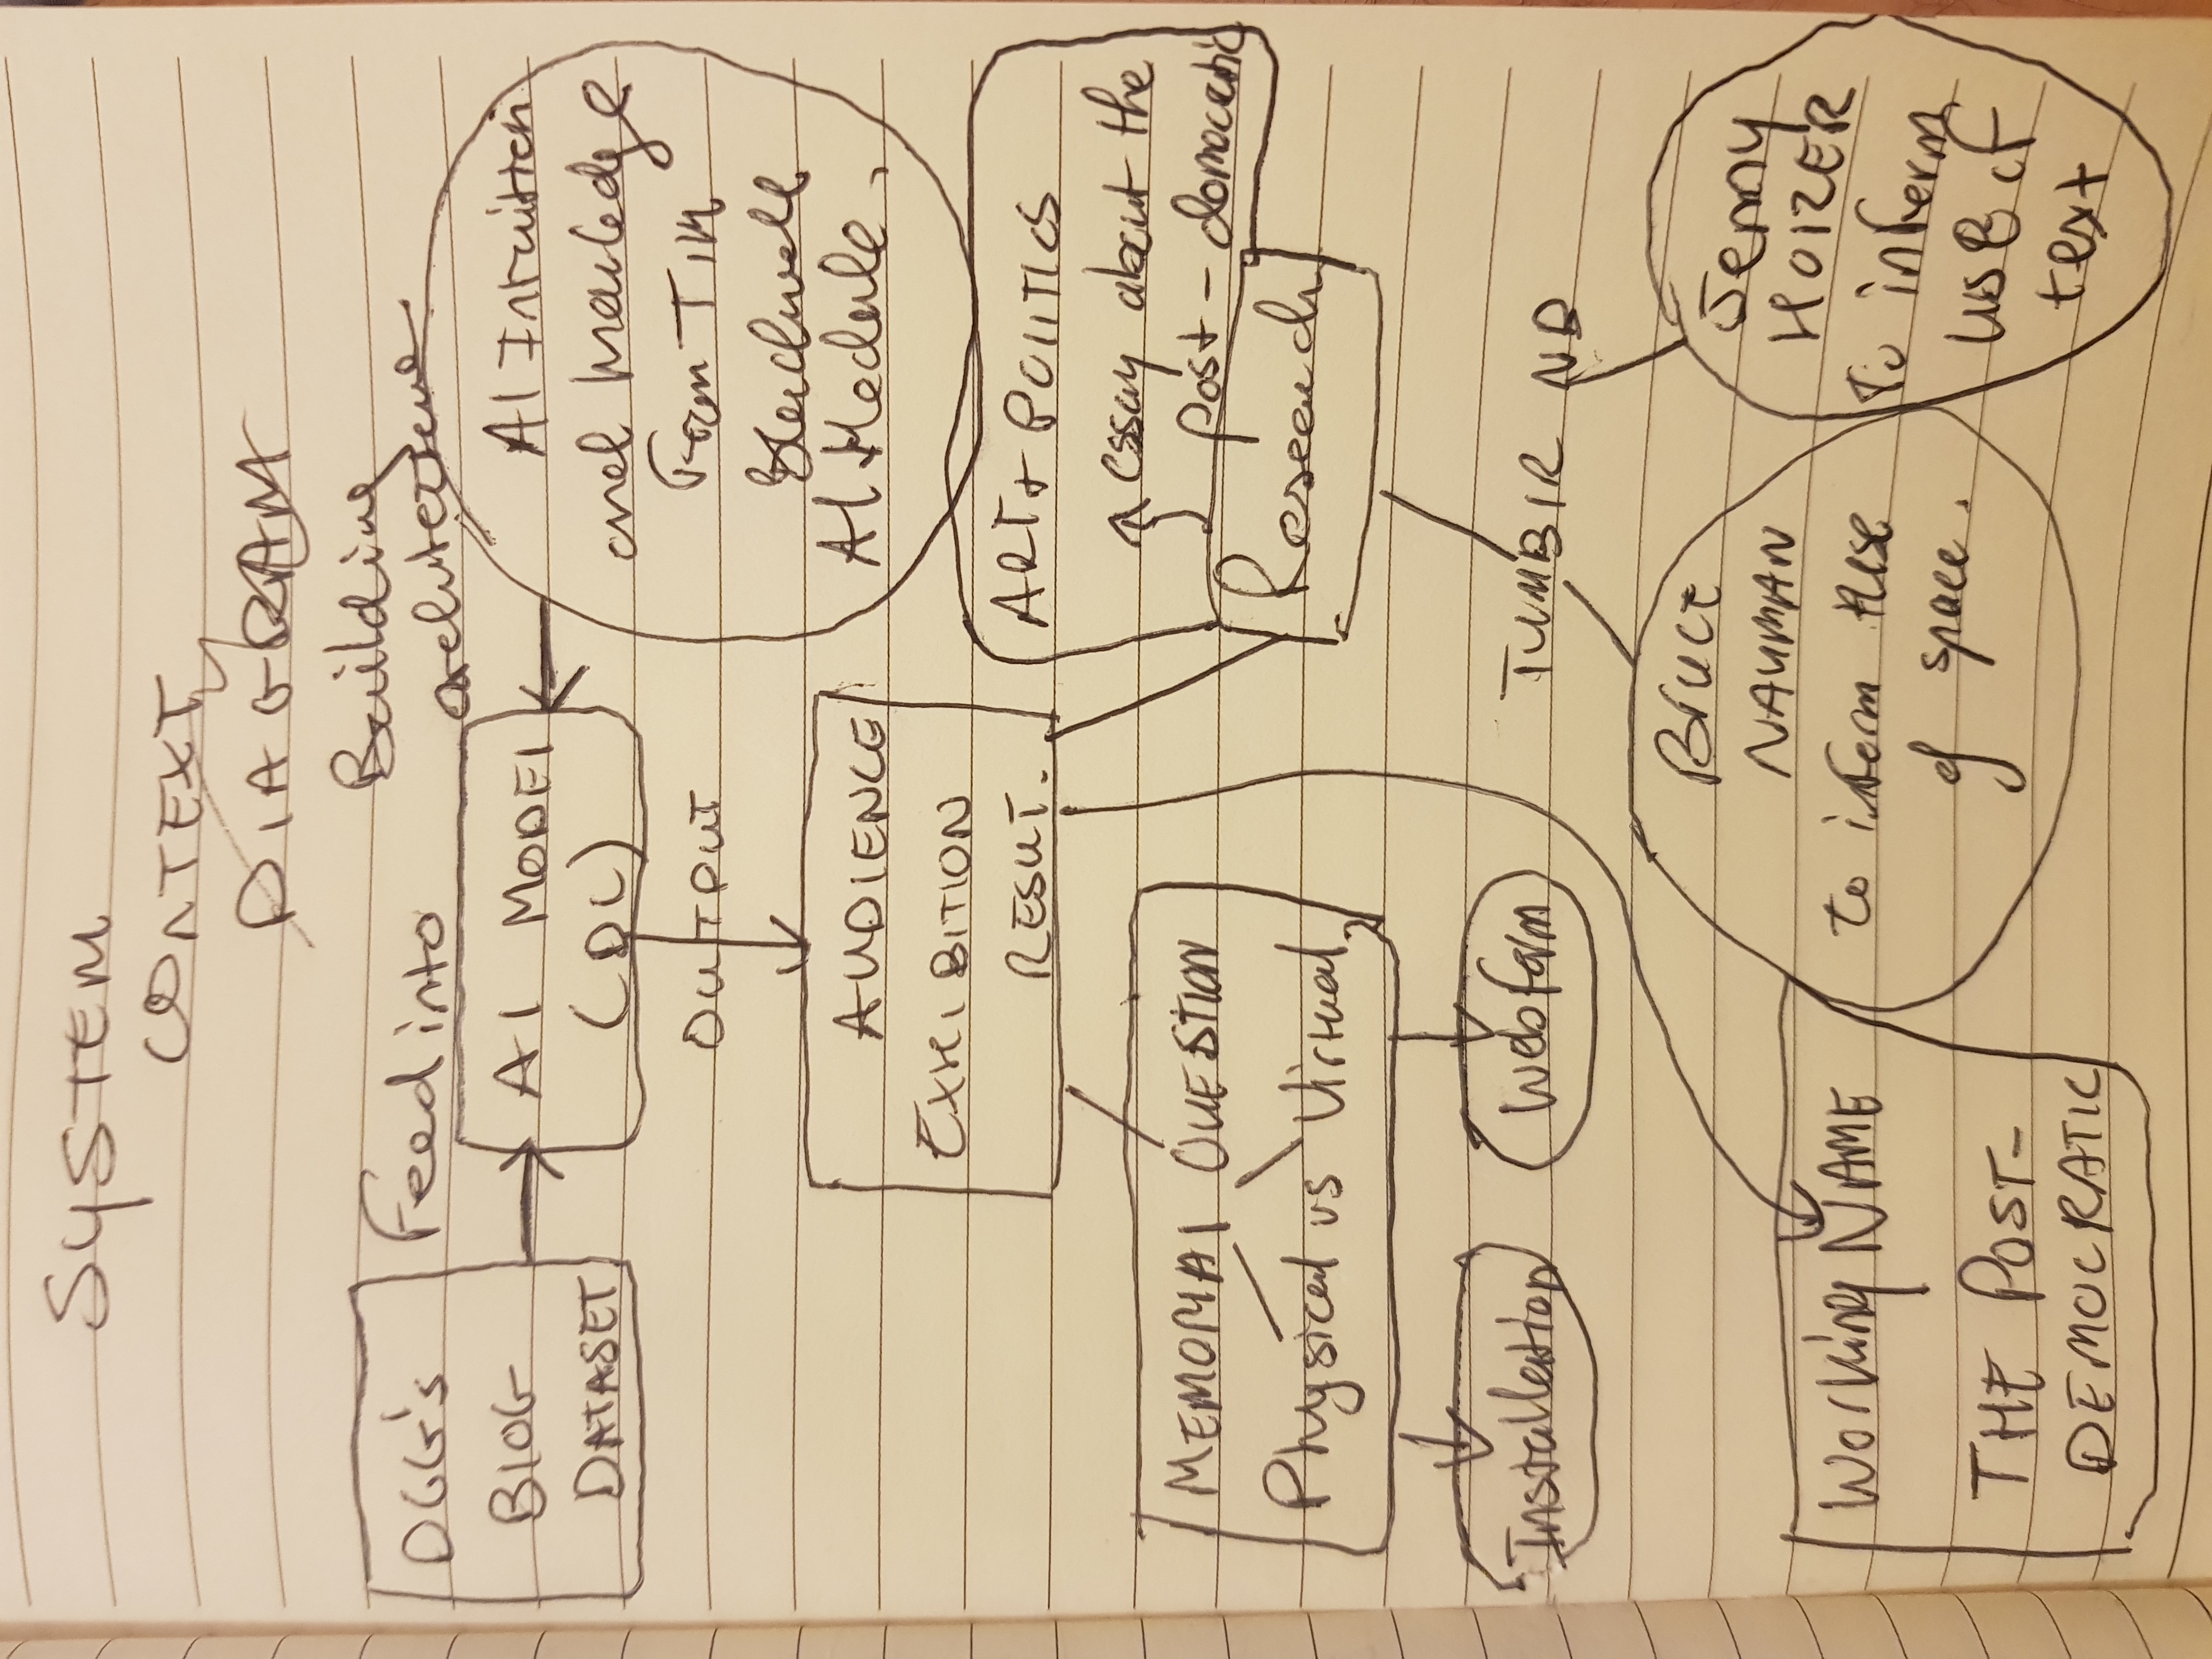 SYSTEM
CONTEXT
DIAGRAM
DGG's
BLOG
DATASET
Feed into
Building
architecture
AI MODEL
(DL)
AI Intuition
and knowledge
From TIM
Blackwell
AI Module.
OUTPUT
AUDIENCE
EXHIBITION
RESULT.
ART + POLITICS
essay about the
post - domocratic
Research
MEMORIAL QUESTION
Physical vs Virtual
Installation
Webform
TUMBLR NB
BRUCE
NAUMAN
to inform use
of space.
Jenny
HOLZER
To inform
use of
text
Working NAME
THE POST-
DEMOCRATIC